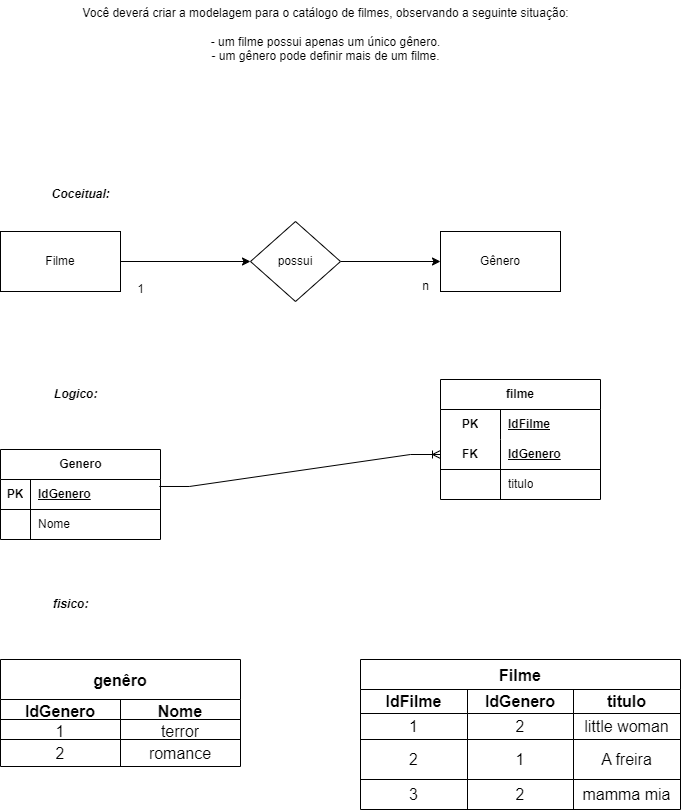 Você deverá criar a modelagem para o catálogo de filmes, observando a seguinte situação:
- um filme possui apenas um único gênero.
- um gênero pode definir mais de um filme.
Coceitual:
Filme
possui
Gênero
1
n
Logico:
filme
PK IdFilme
FK IdGenero
titulo
Genero
PK IdGenero
Nome
fisico:
genêro
IdGenero Nome
1 terror
2 romance
Filme
IdFilme IdGenero titulo
1 2 little woman
2 1 A freira
3 2 mamma mia